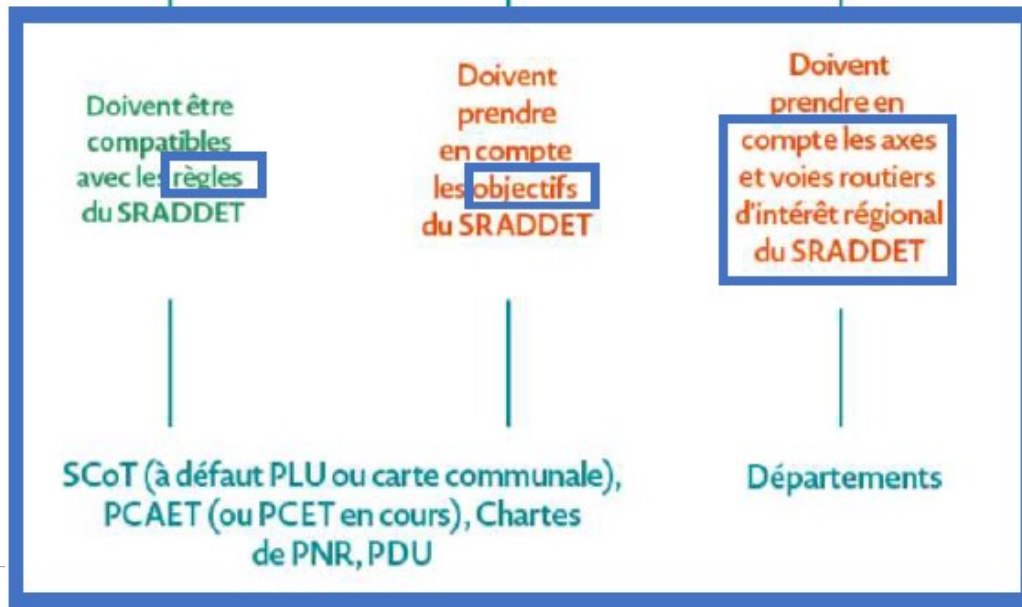 Doivent être
compatibles
avec les règles
du SRADDET
Doivent
prendre
en compte
les objectifs
du SRADDET
Doivent
prendre en
compte les axes
et voies routiers
d'intérêt régional
du SRADDET
SCoT (à défaut PLU ou carte communale),
PCAET (ou PCET en cours), Chartes
de PNR, PDU
Départements